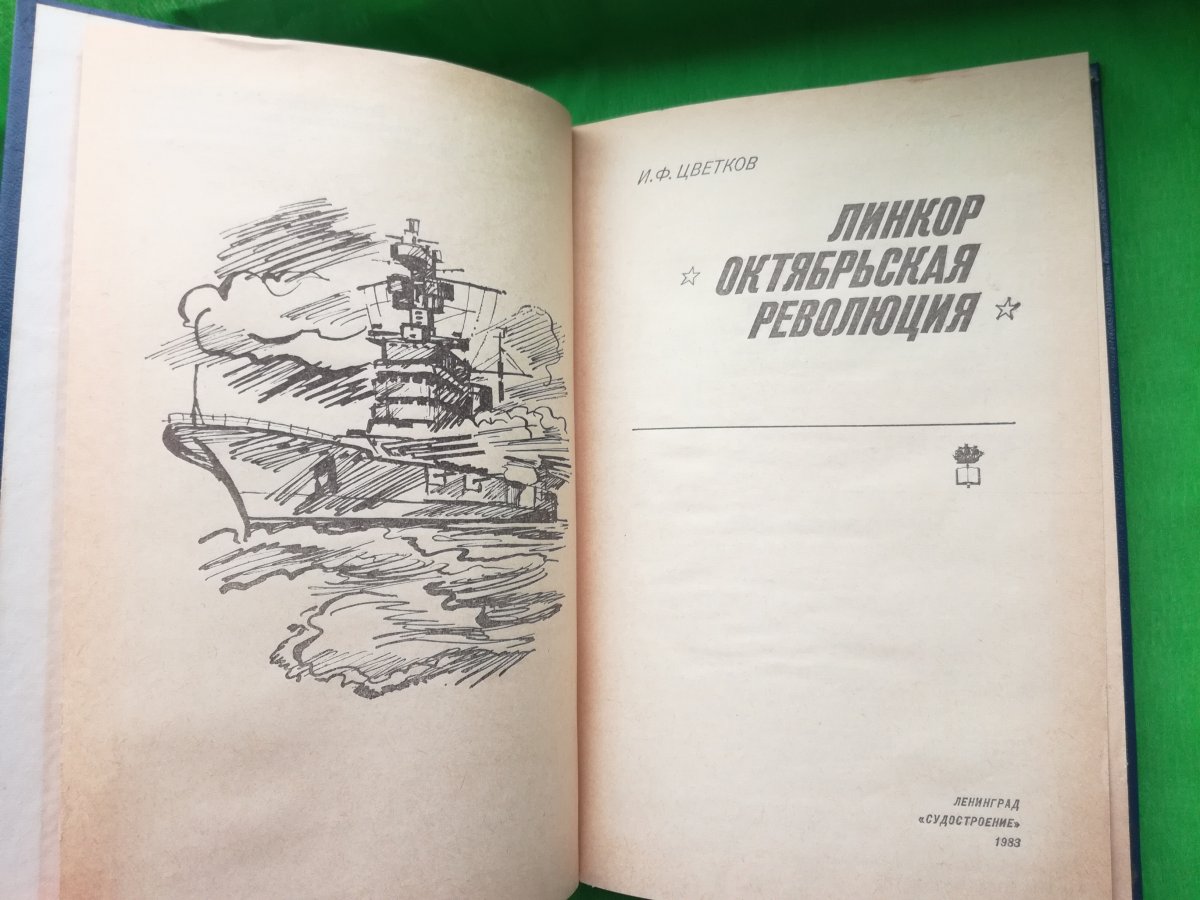 И.Ф. ЦВЕТКОВ
ЛИНКОР
ОКТЯБРЬСКАЯ
РЕВОЛЮЦИЯ
ЛЕНИНГРАД
«СУДОСТРОЕНИЕ»
1983